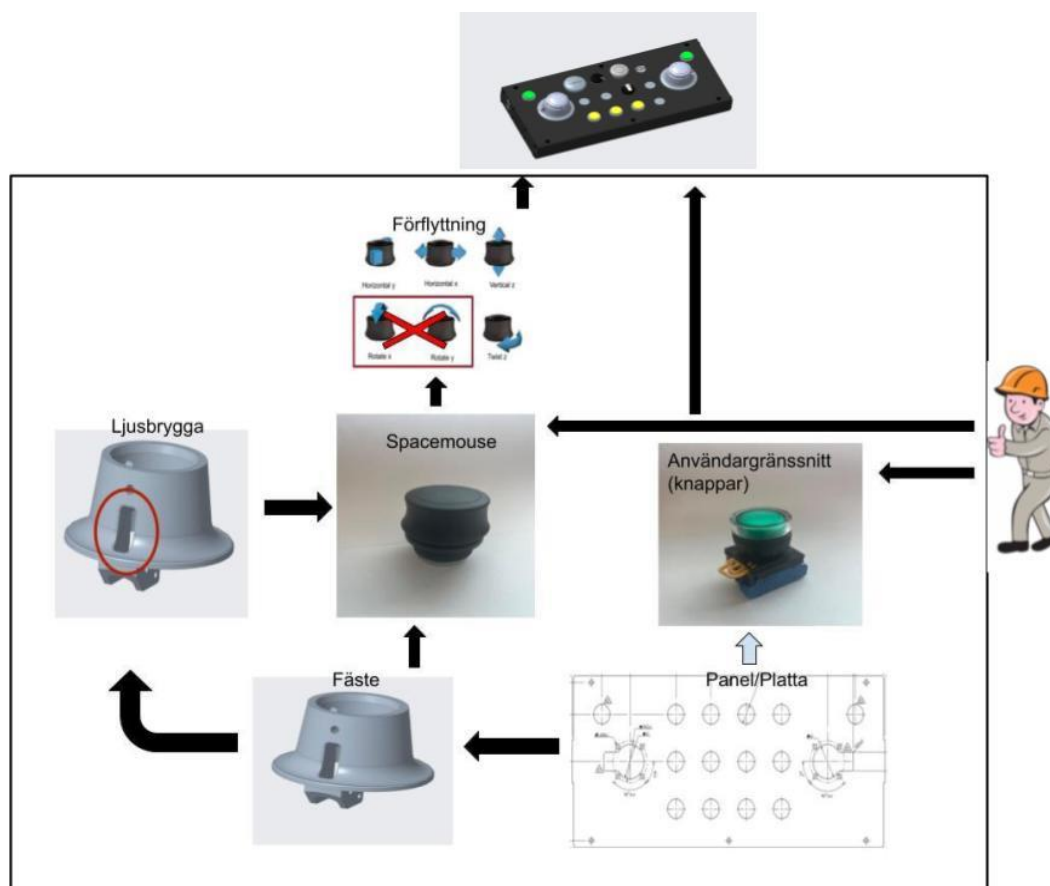 Förflyttning
Horizontal y
Horizontal x
Vertical z
Rotate x
Rotate y
Twist z
Ljusbrygga
Spacemouse
Användargränssnitt
(knappar)
Fäste
Panel/Platta